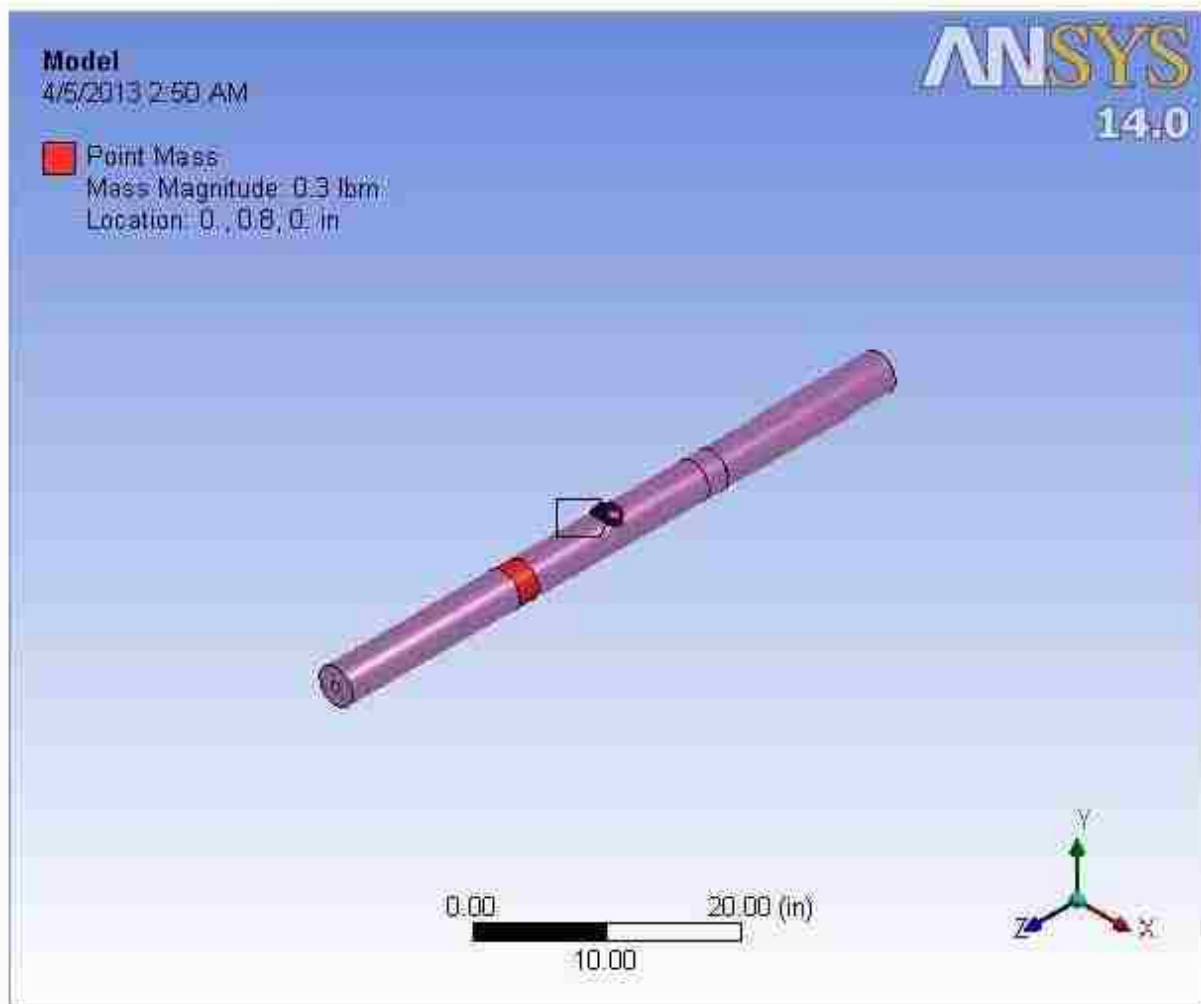 Model
4/5/2013 2:50 AM
Point Mass
Mass Magnitude: 0.3 lbm
Location: 0., 0.8, 0. in
ANSYS
14.0
0.00 20.00 (in)
10.00
Y
Z X